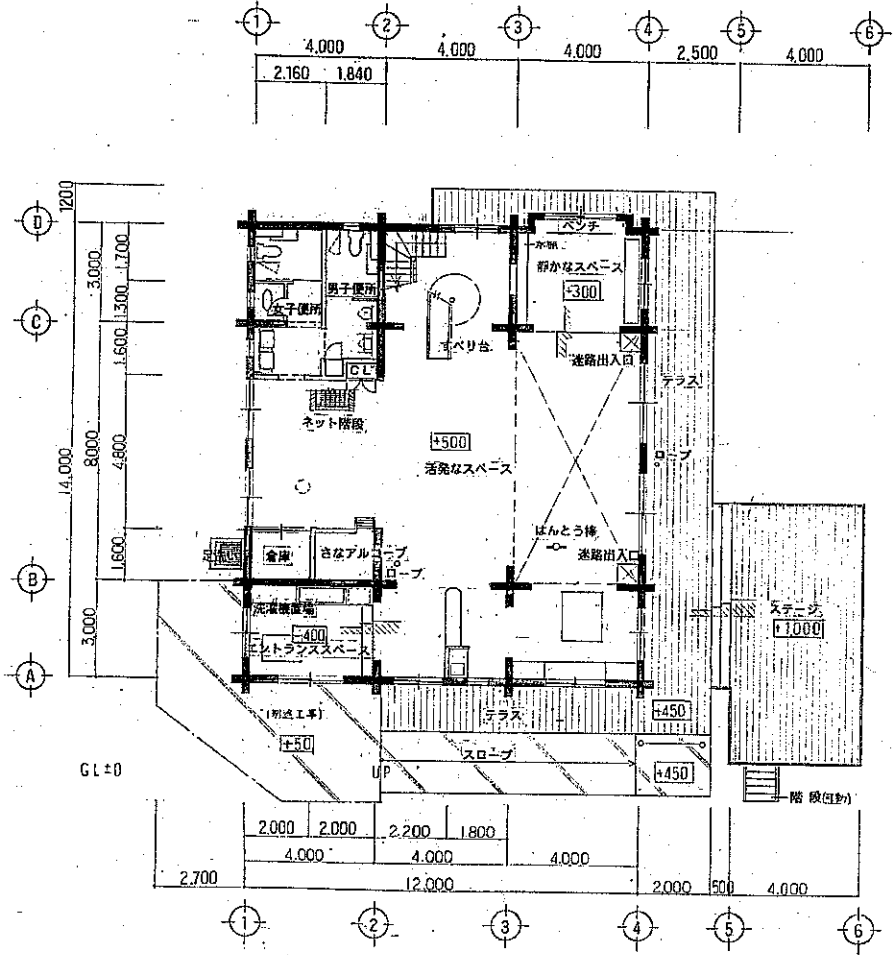 1 2 3 4 5 6
4.000 4.000 4.000 2.500 4.000
2.160 1.840
1200
D
ベンチ
3.000 1.700
静かなスペース
男子便所
+300
女子便所
1300
C
すべり台
迷路出入口
1.600
CL
テラス
ネット階段
+500
活発なスペース
ロープ
14.000 8.000 4.800
はんとう棒
倉庫
さなアルコーブ
迷路出入口
ロープ
1.600
B
洗濯機置場
ステージ
-400
+1,000
3.000
エントランススペース
A
テラス
+450
(別途工事)
+50
スロープ
+450
GL±0
UP
階段(可動)
2.000 2.000 2.200 1.800
4.000 4.000 4.000
2.700 12.000 2.000 500 4.000
1 2 3 4 5 6